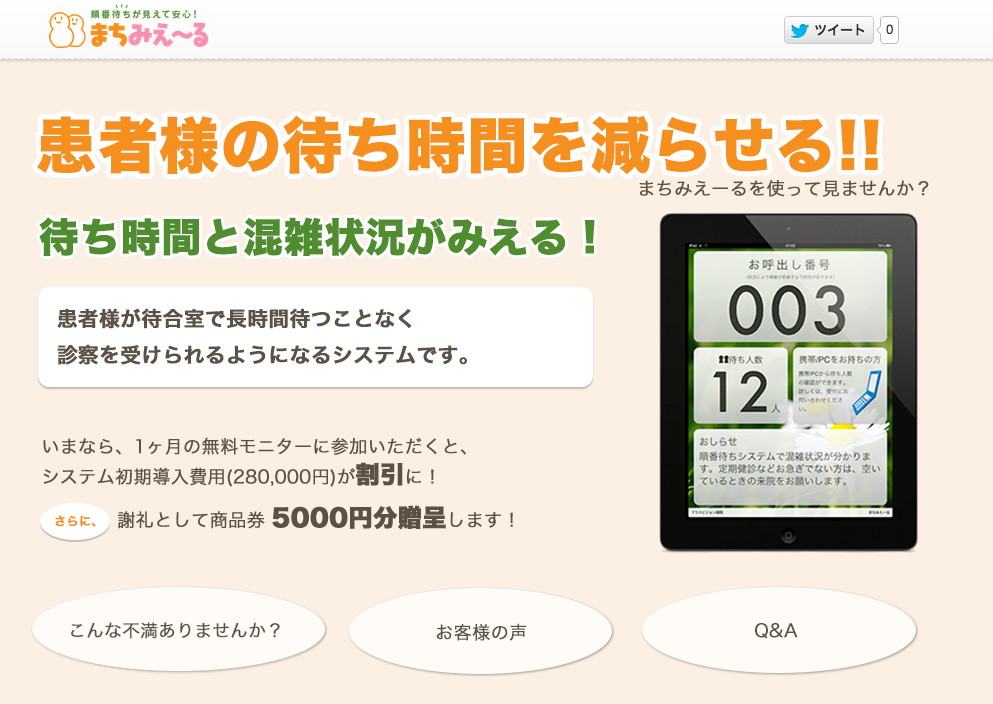 順番待ちが見えて安心！
まちみえ〜る
ツイート
0
患者様の待ち時間を減らせる!!
まちみえーるを使って見ませんか？
待ち時間と混雑状況がみえる！
患者様が待合室で長時間待つことなく
診察を受けられるようになるシステムです。
お呼出し番号
003
待ち人数
12人
携帯/PCをお持ちの方
携帯/PCから待ち人数
の確認ができます。
詳しくは、受付にお
問い合わせくださ
い。
おしらせ
順番待ちシステムで混雑状況が分かりま
す。定期健診などお急ぎでない方は、空い
ているときの来院をお願いします。
まちみえ〜る
いまなら、1ヶ月の無料モニターに参加いただくと、
システム初期導入費用(280,000円)が割引に！
さらに、
謝礼として商品券 5000円分贈呈します！
こんな不満ありませんか？
お客様の声
Q&A